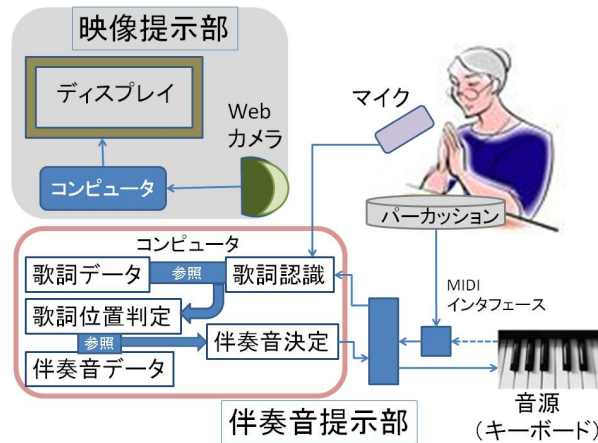 映像提示部
ディスプレイ
Web
カメラ
コンピュータ
マイク
パーカッション
コンピュータ
歌詞データ
参照
歌詞認識
歌詞位置判定
参照
伴奏音決定
伴奏音データ
MIDI
インタフェース
伴奏音提示部
音源
（キーボード）